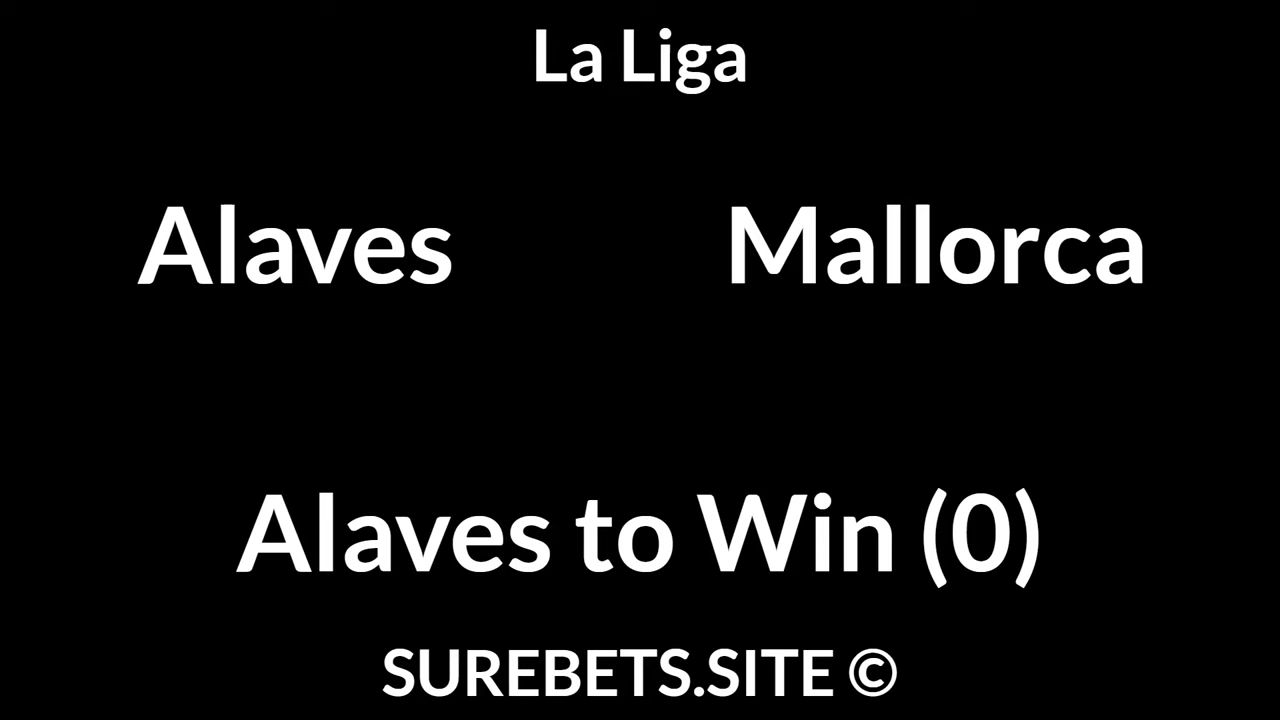 La Liga
Alaves Mallorca
Alaves to Win (0)
SUREBETS.SITE ©